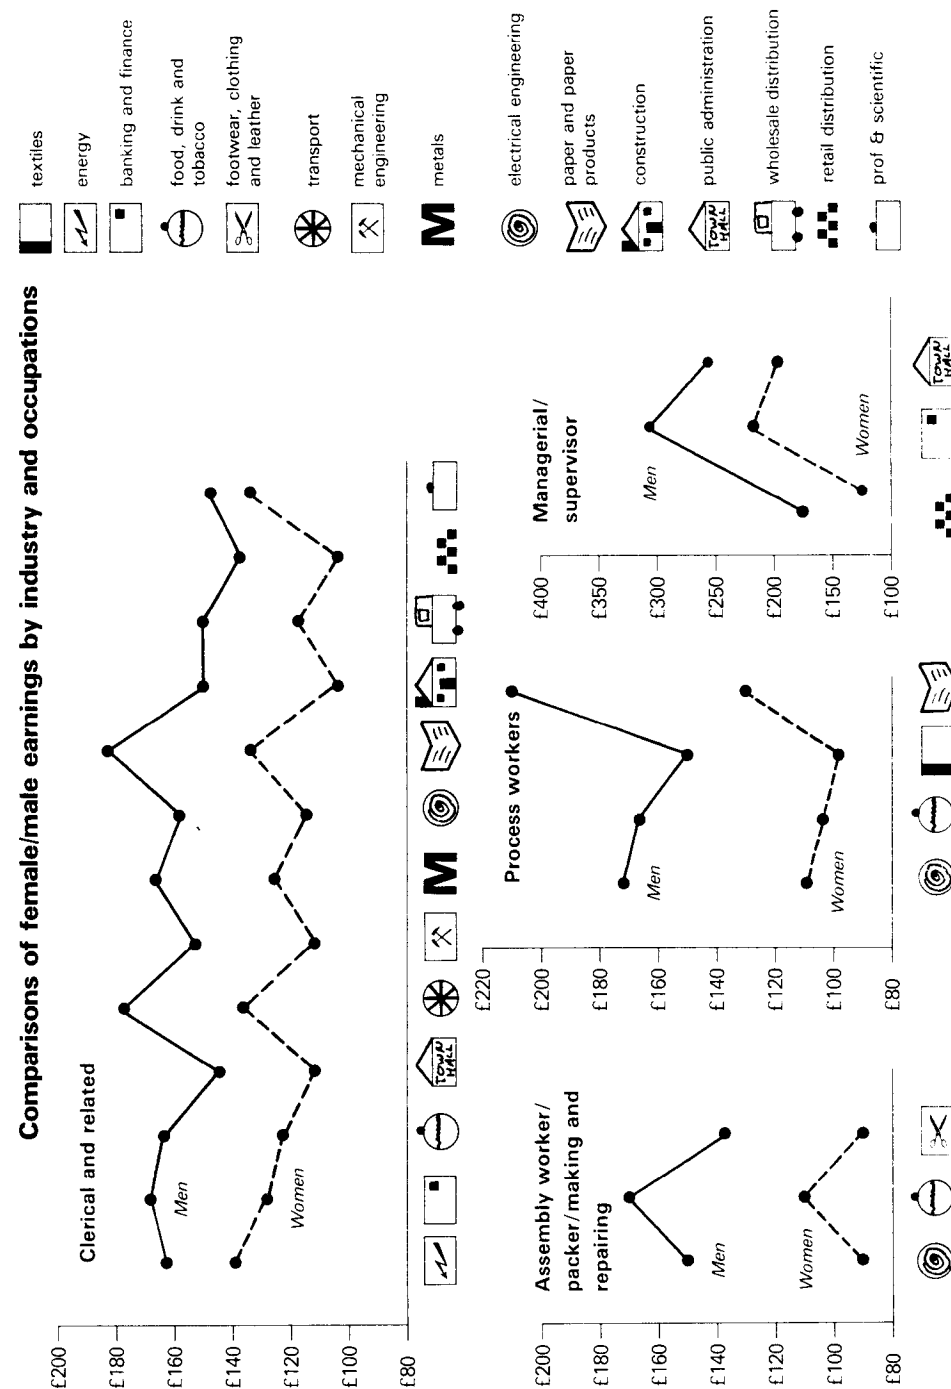 Comparisons of female/male earnings by industry and occupations
Clerical and related
£200
£180
£160
£140
£120
£100
£80
Men
Women
TOWN
HALL
M
Assembly worker/
packer/making and
repairing
£200
£180
£160
£140
£120
£100
£80
Men
Women
Process workers
£220
£200
£180
£160
£140
£120
£100
£80
Men
Women
Managerial/
supervisor
£400
£350
£300
£250
£200
£150
£100
Men
Women
TOWN
HALL
textiles
energy
banking and finance
food, drink and
tobacco
footwear, clothing
and leather
transport
mechanical
engineering
M
metals
electrical engineering
paper and paper
products
construction
TOWN
HALL
public administration
wholesale distribution
retail distribution
prof & scientific